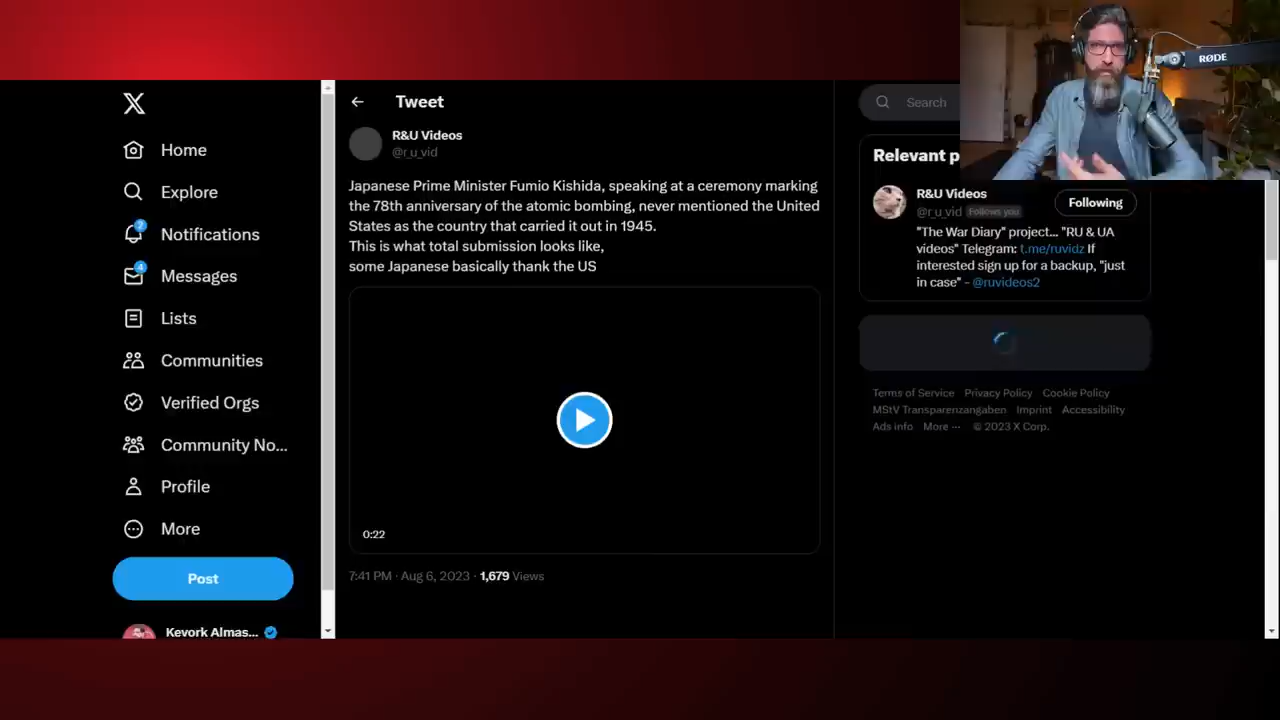 Tweet
Search
RØDE
Home
Explore
7
Notifications
4
Messages
Lists
Communities
Verified Orgs
Community No...
Profile
More
Post
Kevork Almas...
R&U Videos
@r_u_vid
Japanese Prime Minister Fumio Kishida, speaking at a ceremony marking
the 78th anniversary of the atomic bombing, never mentioned the United
States as the country that carried it out in 1945.
This is what total submission looks like,
some Japanese basically thank the US
0:22
7:41 PM · Aug 6, 2023 · 1,679 Views
Relevant p
R&U Videos
@r_u_vid Follows you
Following
"The War Diary" project... "RU & UA
videos" Telegram: t.me/ruvidz If
interested sign up for a backup, "just
in case" - @ruvideos2
Terms of Service Privacy Policy Cookie Policy
MStV Transparenzangaben Imprint Accessibility
Ads info More ··· © 2023 X Corp.